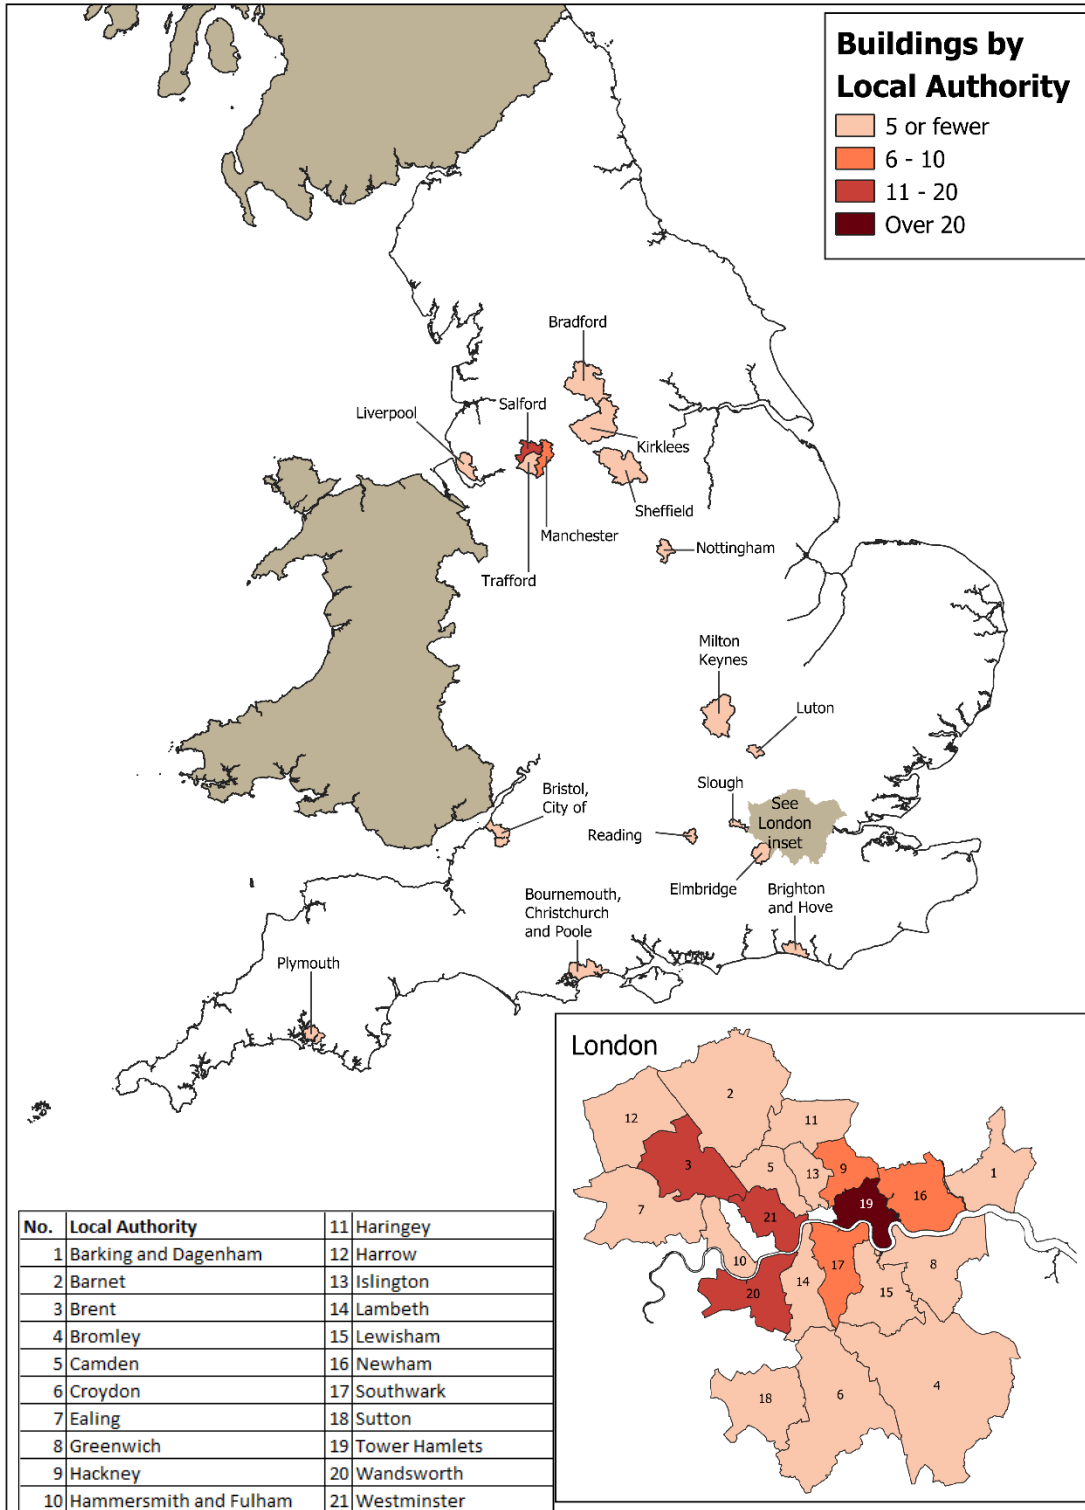 Buildings by
Local Authority
5 or fewer
6 - 10
11 - 20
Over 20
Bradford
Salford
Liverpool
Kirklees
Sheffield
Manchester
Nottingham
Trafford
Milton
Keynes
Luton
Slough
See
London
inset
Bristol,
City of
Reading
Elmbridge
Brighton
and Hove
Bournemouth,
Christchurch
and Poole
Plymouth
London
2
12
11
3
5
13
9
1
16
19
7
21
10
17
8
14
20
15
18
6
4
No. Local Authority 11 Haringey
1 Barking and Dagenham 12 Harrow
2 Barnet 13 Islington
3 Brent 14 Lambeth
4 Bromley 15 Lewisham
5 Camden 16 Newham
6 Croydon 17 Southwark
7 Ealing 18 Sutton
8 Greenwich 19 Tower Hamlets
9 Hackney 20 Wandsworth
10 Hammersmith and Fulham 21 Westminster